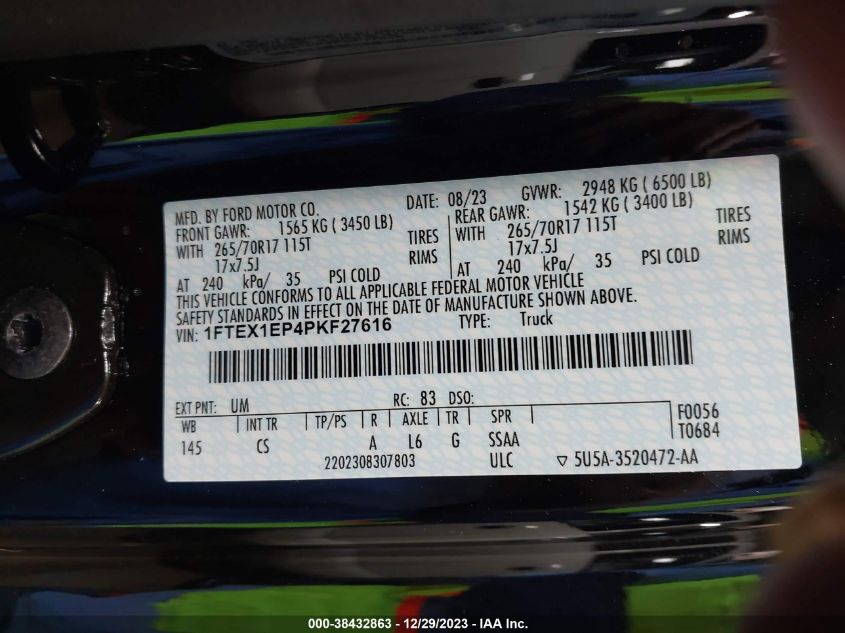 MFD. BY FORD MOTOR CO.
DATE: 08/23 GVWR: 2948 KG ( 6500 LB)
FRONT GAWR: 1565 KG ( 3450 LB)
WITH 265/70R17 115T TIRES
17x7.5J RIMS
AT 240 kPa/ 35 PSI COLD
REAR GAWR: 1542 KG ( 3400 LB)
WITH 265/70R17 115T TIRES
17x7.5J RIMS
AT 240 kPa/ 35 PSI COLD
THIS VEHICLE CONFORMS TO ALL APPLICABLE FEDERAL MOTOR VEHICLE
SAFETY STANDARDS IN EFFECT ON THE DATE OF MANUFACTURE SHOWN ABOVE.
VIN: 1FTEX1EP4PKF27616 TYPE: Truck
EXT PNT: UM RC: 83 DSO:
WB INT TR TP/PS R AXLE TR SPR F0056
145 CS A L6 G SSAA T0684
2202308307803 ULC ▽ 5U5A-3520472-AA
000-38432863 - 12/29/2023 - IAA Inc.